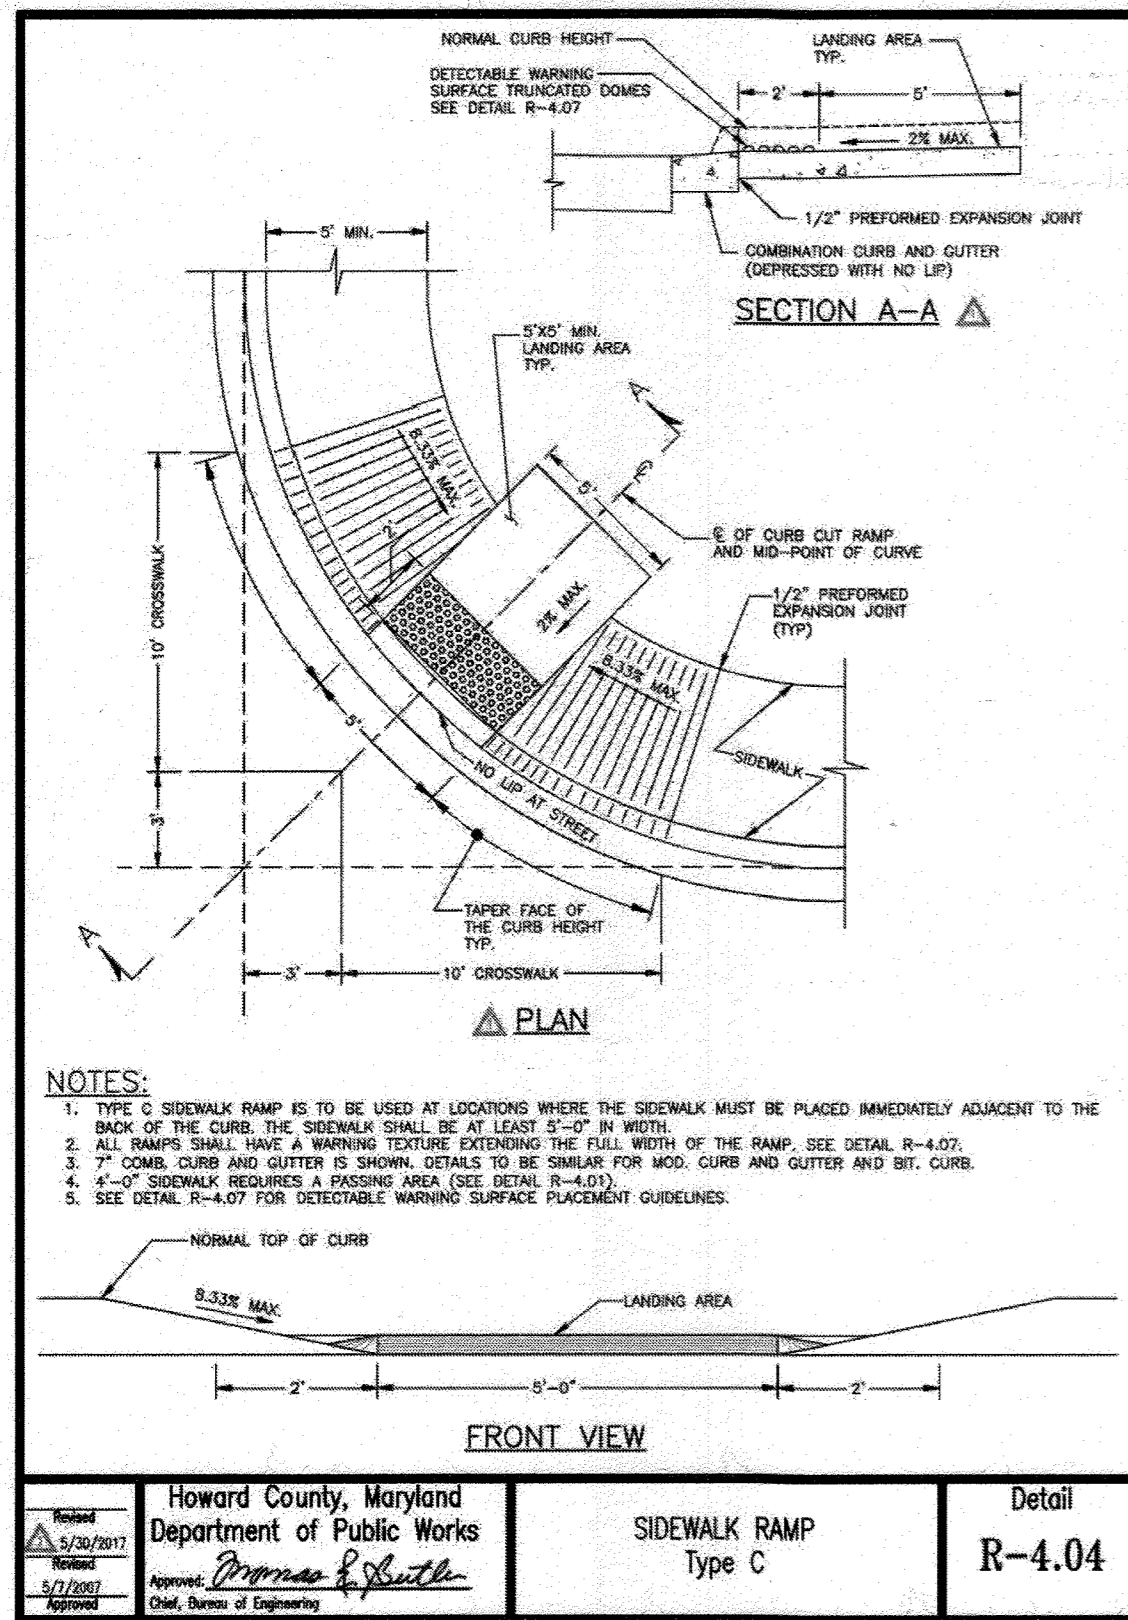 NORMAL CURB HEIGHT
DETECTABLE WARNING
SURFACE TRUNCATED DOMES
SEE DETAIL R-4.07
LANDING AREA
TYP.
2'
5'
2% MAX.
1/2" PREFORMED EXPANSION JOINT
COMBINATION CURB AND GUTTER
(DEPRESSED WITH NO LIP)
SECTION A-A
5' MIN.
5'X5' MIN.
LANDING AREA
TYP.
A
8.33% MAX.
5'
℄
℄ OF CURB CUT RAMP
AND MID-POINT OF CURVE
2'
2% MAX.
1/2" PREFORMED
EXPANSION JOINT
(TYP)
10' CROSSWALK
8.33% MAX.
5'
SIDEWALK
NO LIP AT STREET
3'
TAPER FACE OF
THE CURB HEIGHT
TYP.
A
3'
10' CROSSWALK
PLAN
NOTES:
1. TYPE C SIDEWALK RAMP IS TO BE USED AT LOCATIONS WHERE THE SIDEWALK MUST BE PLACED IMMEDIATELY ADJACENT TO THE
BACK OF THE CURB. THE SIDEWALK SHALL BE AT LEAST 5'-0" IN WIDTH.
2. ALL RAMPS SHALL HAVE A WARNING TEXTURE EXTENDING THE FULL WIDTH OF THE RAMP. SEE DETAIL R-4.07.
3. 7" COMB. CURB AND GUTTER IS SHOWN. DETAILS TO BE SIMILAR FOR MOD. CURB AND GUTTER AND BIT. CURB.
4. 4'-0" SIDEWALK REQUIRES A PASSING AREA (SEE DETAIL R-4.01).
5. SEE DETAIL R-4.07 FOR DETECTABLE WARNING SURFACE PLACEMENT GUIDELINES.
NORMAL TOP OF CURB
8.33% MAX.
LANDING AREA
2'
5'-0"
2'
FRONT VIEW
Revised
5/30/2017
Revised
5/7/2007
Approved
Howard County, Maryland
Department of Public Works
Approved: Thomas E. Butler
Chief, Bureau of Engineering
SIDEWALK RAMP
Type C
Detail
R-4.04